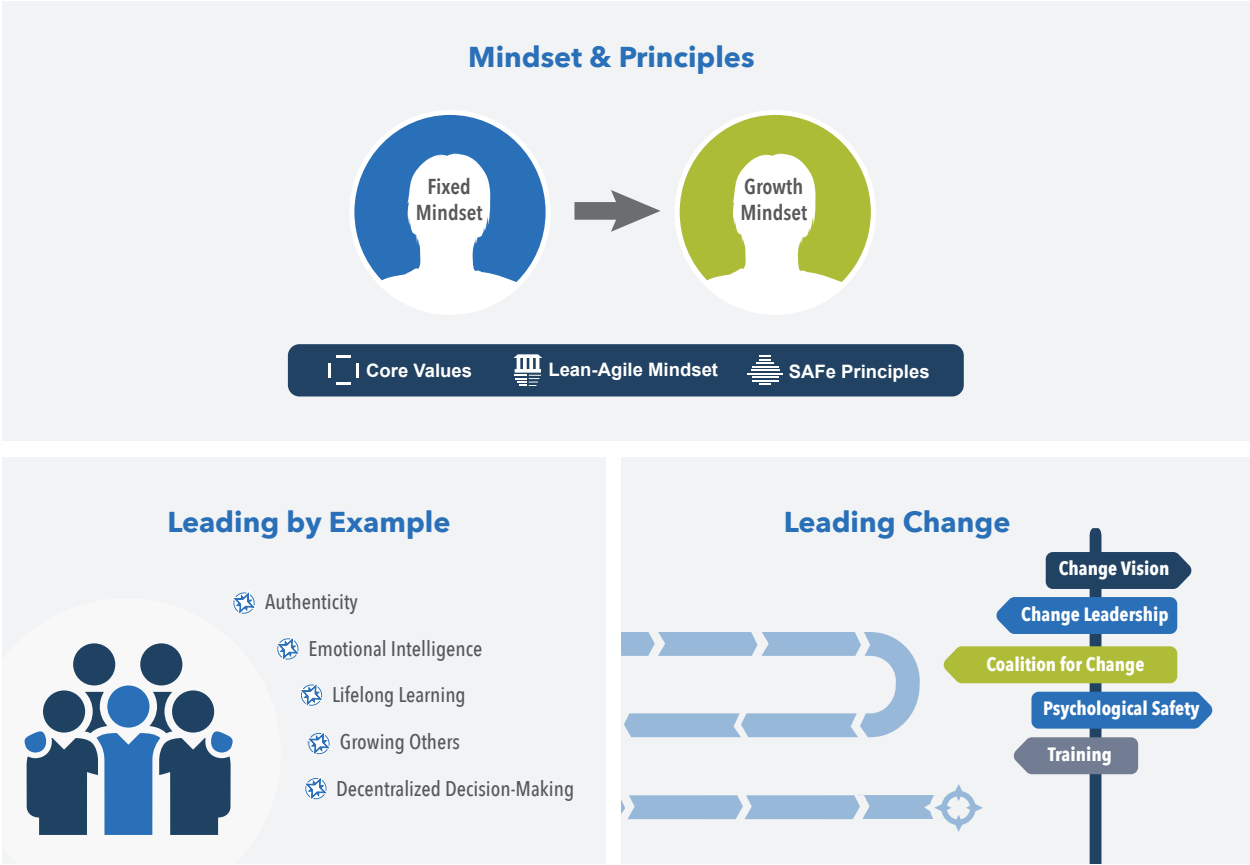 Mindset & Principles
Fixed
Mindset
Growth
Mindset
Core Values
Lean-Agile Mindset
SAFe Principles
Leading by Example
Authenticity
Emotional Intelligence
Lifelong Learning
Growing Others
Decentralized Decision-Making
Leading Change
Change Vision
Change Leadership
Coalition for Change
Psychological Safety
Training